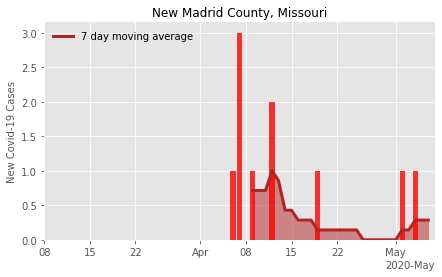 New Madrid County, Missouri
7 day moving average
New Covid-19 Cases
3.0
2.5
2.0
1.5
1.0
0.5
0.0
08 15 22 Apr 08 15 22 May
2020-May